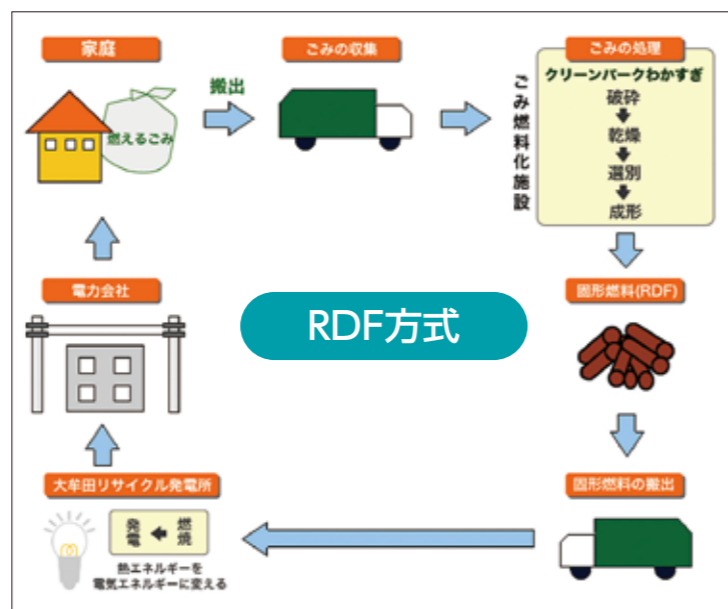 家庭
燃えるごみ
搬出
ごみの収集
ごみ燃料化施設
ごみの処理
クリーンパークわかすぎ
破砕
乾燥
選別
成形
固形燃料(RDF)
固形燃料の搬出
大牟田リサイクル発電所
燃焼
発電
熱エネルギーを
電気エネルギーに変える
電力会社
RDF方式